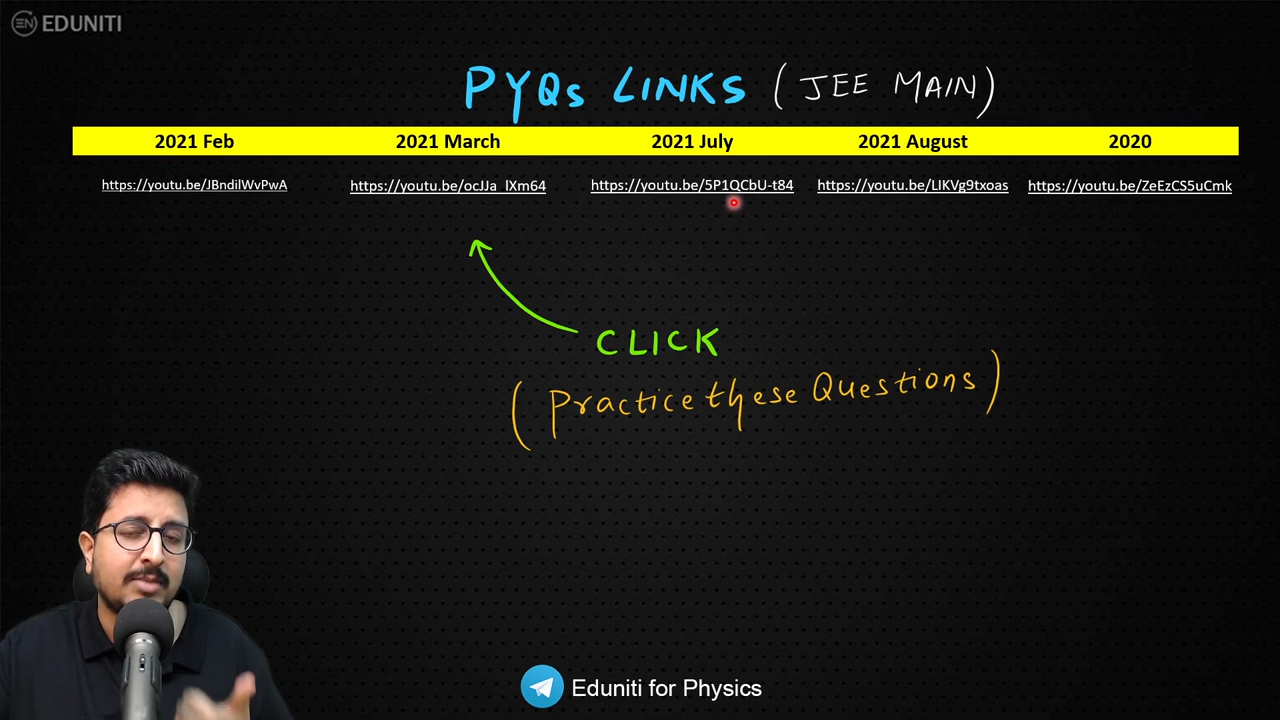 EN EDUNITI
PYQs LINKS (JEE MAIN)
2021 Feb 2021 March 2021 July 2021 August 2020
https://youtu.be/JBndilWvPwA https://youtu.be/ocJJa_lXm64 https://youtu.be/5P1QCbU-t84 https://youtu.be/LIKVg9txoas https://youtu.be/ZeEzCS5uCmk
CLICK
(Practice these Questions)
Eduniti for Physics